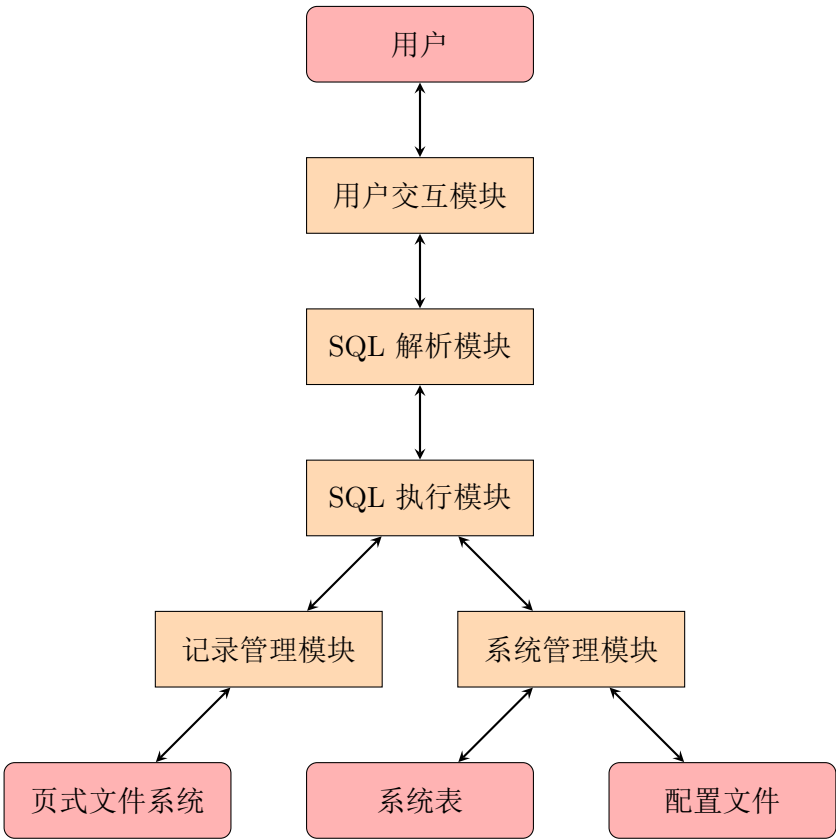 用户
用户交互模块
SQL 解析模块
SQL 执行模块
记录管理模块
系统管理模块
页式文件系统
系统表
配置文件